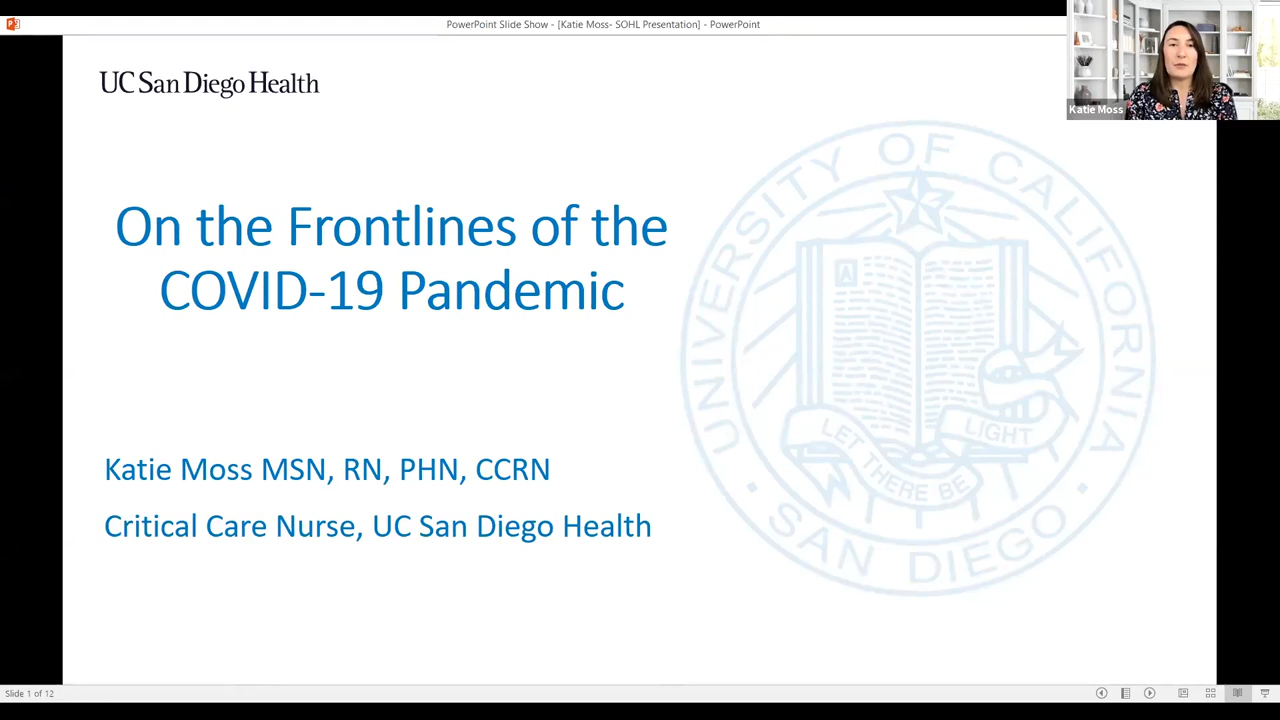 PowerPoint Slide Show - [Katie Moss- SOHL Presentation] - PowerPoint
Katie Moss
UC San Diego Health
On the Frontlines of the
COVID-19 Pandemic
Katie Moss MSN, RN, PHN, CCRN
Critical Care Nurse, UC San Diego Health
UNIVERSITY OF CALIFORNIA
SAN DIEGO
A
LET THERE BE LIGHT
Slide 1 of 12